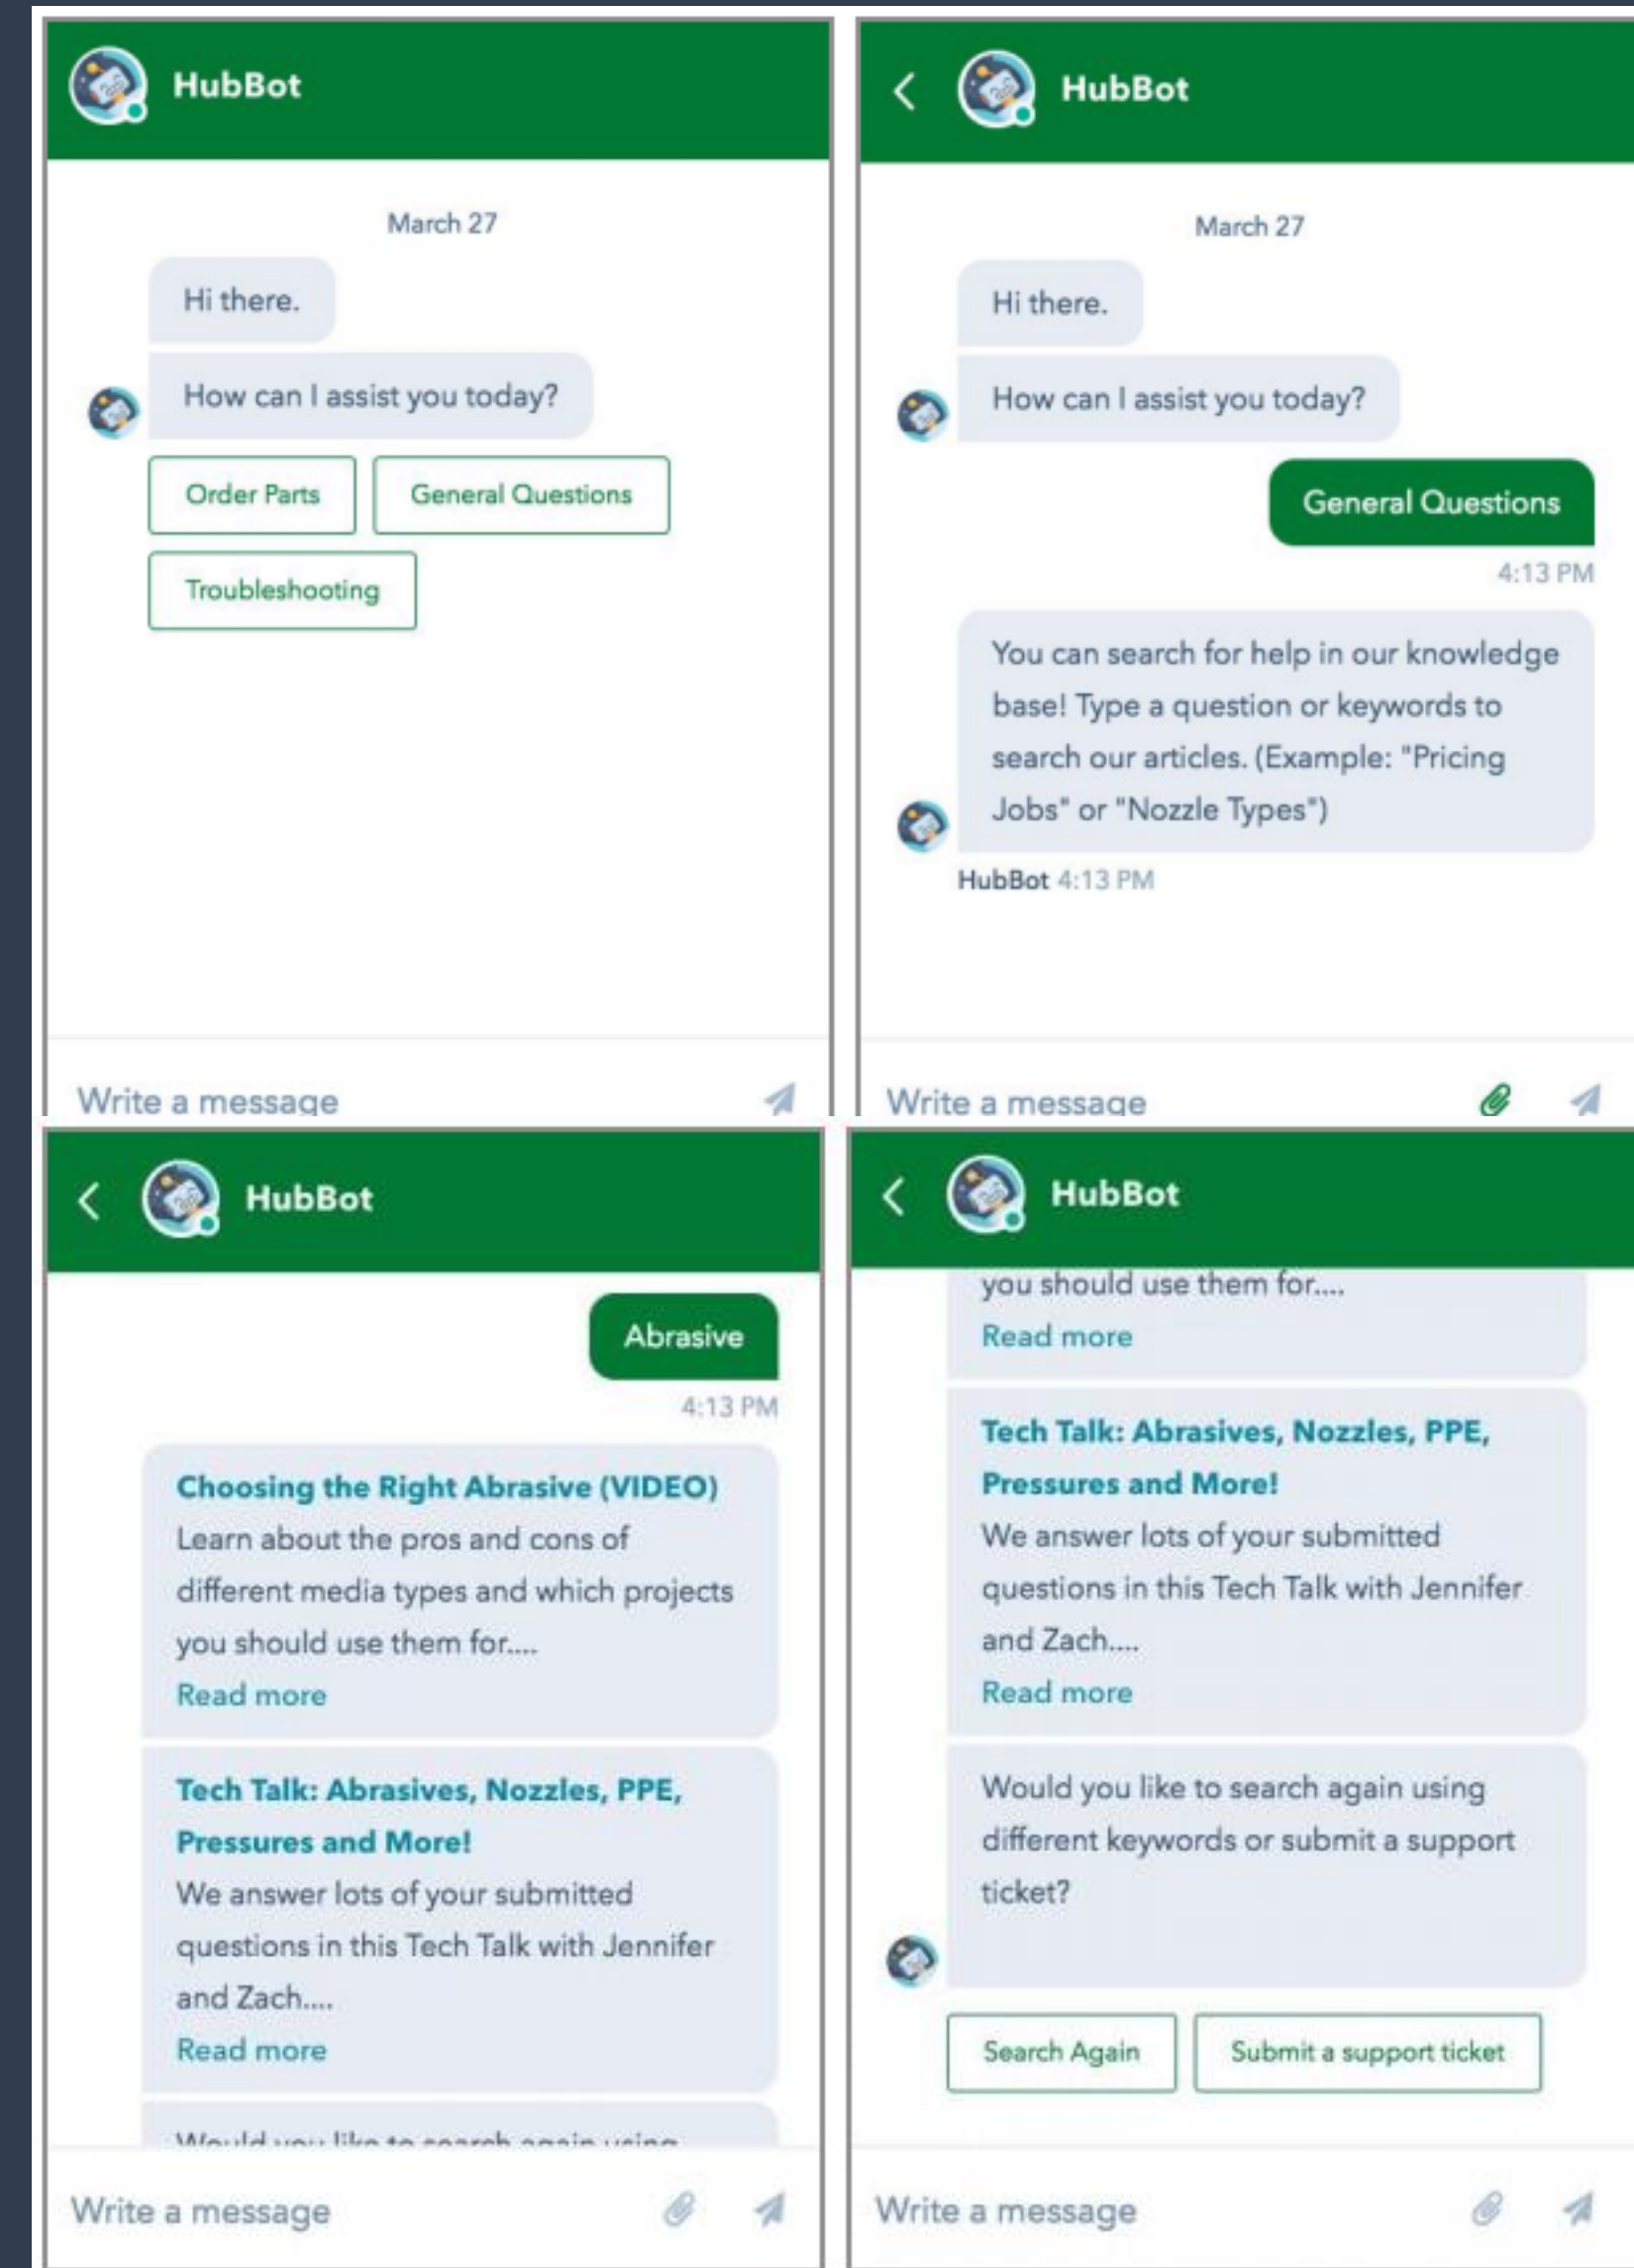 HubBot
March 27
Hi there.
How can I assist you today?
Order Parts
General Questions
Troubleshooting
Write a message
HubBot
March 27
Hi there.
How can I assist you today?
General Questions
4:13 PM
You can search for help in our knowledge
base! Type a question or keywords to
search our articles. (Example: "Pricing
Jobs" or "Nozzle Types")
HubBot 4:13 PM
Write a message
HubBot
Abrasive
4:13 PM
Choosing the Right Abrasive (VIDEO)
Learn about the pros and cons of
different media types and which projects
you should use them for....
Read more
Tech Talk: Abrasives, Nozzles, PPE,
Pressures and More!
We answer lots of your submitted
questions in this Tech Talk with Jennifer
and Zach....
Read more
Would you like to search again using
Write a message
HubBot
you should use them for....
Read more
Tech Talk: Abrasives, Nozzles, PPE,
Pressures and More!
We answer lots of your submitted
questions in this Tech Talk with Jennifer
and Zach....
Read more
Would you like to search again using
different keywords or submit a support
ticket?
Search Again
Submit a support ticket
Write a message